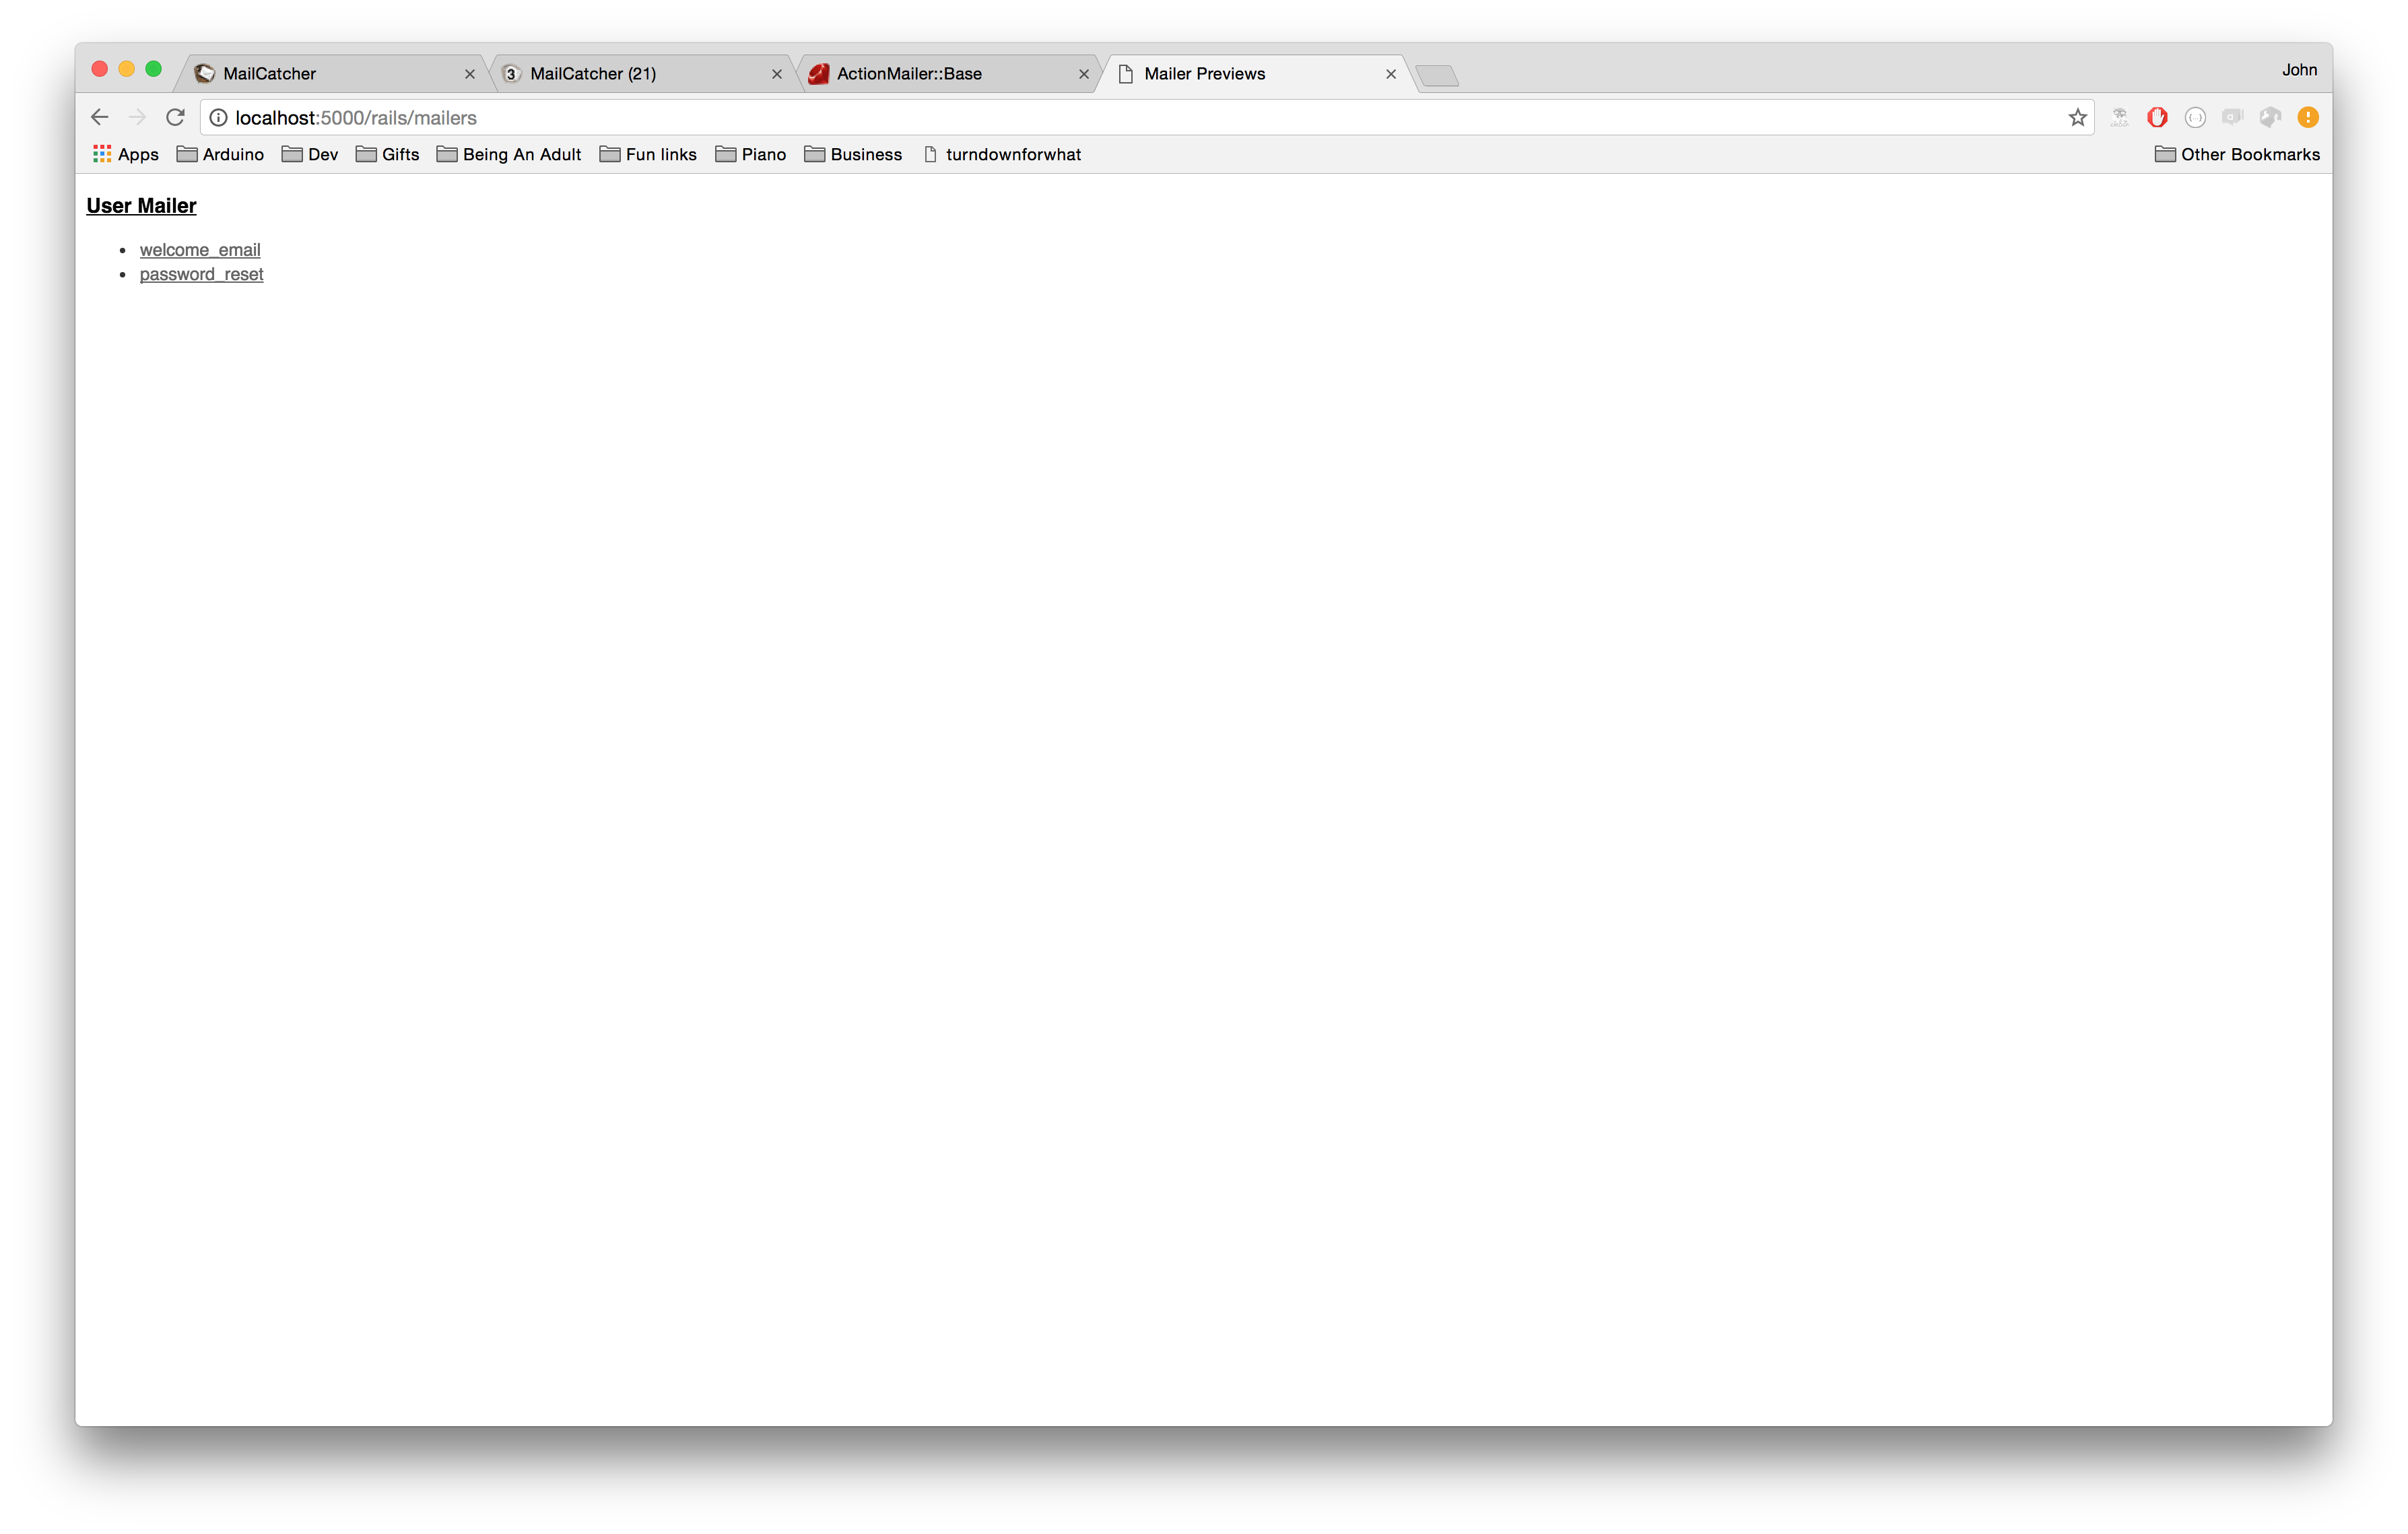 MailCatcher
3 MailCatcher (21)
ActionMailer::Base
Mailer Previews
John
localhost:5000/rails/mailers
Apps Arduino Dev Gifts Being An Adult Fun links Piano Business turndownforwhat Other Bookmarks
User Mailer
welcome_email
password_reset